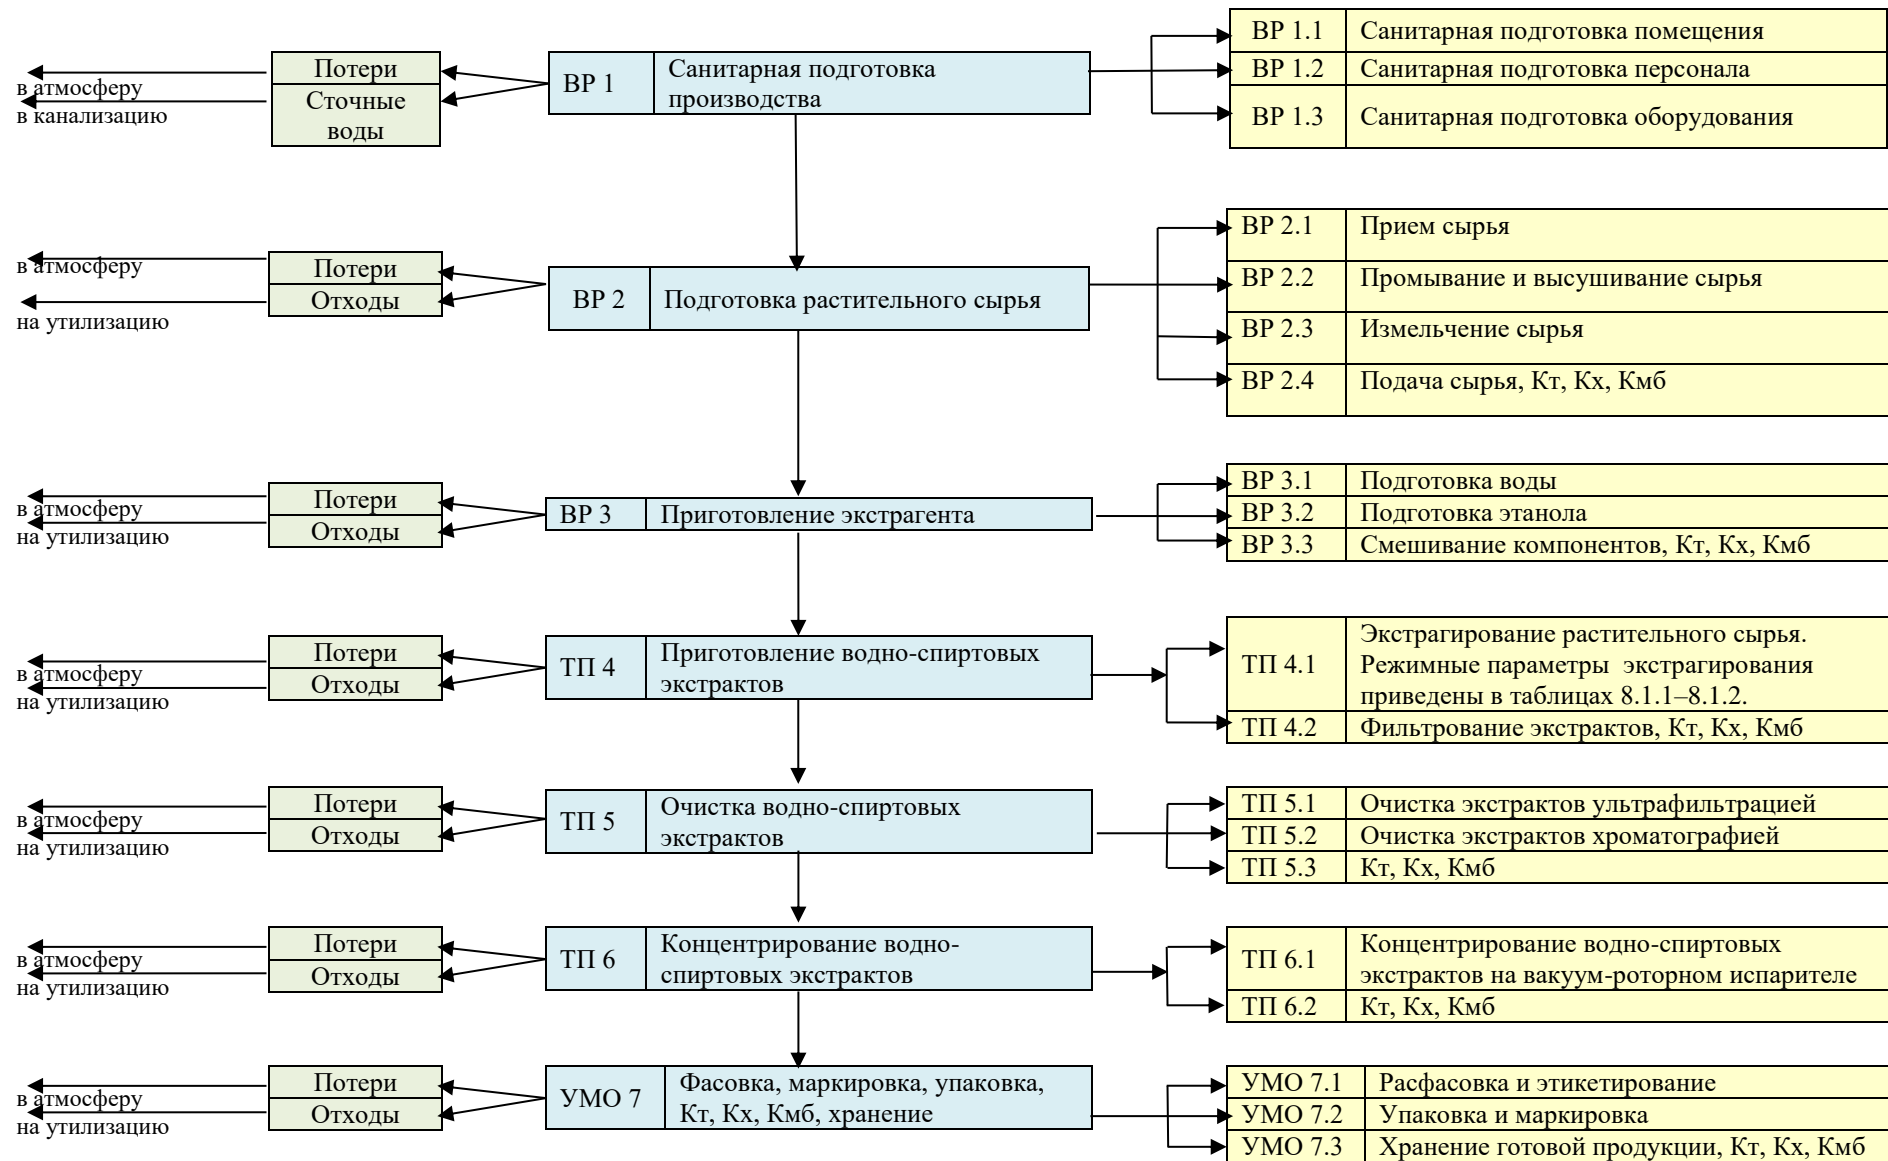 в атмосферу
в канализацию
Потери
Сточные
воды
ВР 1
Санитарная подготовка
производства
ВР 1.1 Санитарная подготовка помещения
ВР 1.2 Санитарная подготовка персонала
ВР 1.3 Санитарная подготовка оборудования
в атмосферу
на утилизацию
Потери
Отходы
ВР 2 Подготовка растительного сырья
ВР 2.1 Прием сырья
ВР 2.2 Промывание и высушивание сырья
ВР 2.3 Измельчение сырья
ВР 2.4 Подача сырья, Кт, Кх, Кмб
в атмосферу
на утилизацию
Потери
Отходы
ВР 3 Приготовление экстрагента
ВР 3.1 Подготовка воды
ВР 3.2 Подготовка этанола
ВР 3.3 Смешивание компонентов, Кт, Кх, Кмб
в атмосферу
на утилизацию
Потери
Отходы
ТП 4
Приготовление водно-спиртовых
экстрактов
ТП 4.1
Экстрагирование растительного сырья.
Режимные параметры экстрагирования
приведены в таблицах 8.1.1–8.1.2.
ТП 4.2 Фильтрование экстрактов, Кт, Кх, Кмб
в атмосферу
на утилизацию
Потери
Отходы
ТП 5
Очистка водно-спиртовых
экстрактов
ТП 5.1 Очистка экстрактов ультрафильтрацией
ТП 5.2 Очистка экстрактов хроматографией
ТП 5.3 Кт, Кх, Кмб
в атмосферу
на утилизацию
Потери
Отходы
ТП 6
Концентрирование водно-
спиртовых экстрактов
ТП 6.1
Концентрирование водно-спиртовых
экстрактов на вакуум-роторном испарителе
ТП 6.2 Кт, Кх, Кмб
в атмосферу
на утилизацию
Потери
Отходы
УМО 7
Фасовка, маркировка, упаковка,
Кт, Кх, Кмб, хранение
УМО 7.1 Расфасовка и этикетирование
УМО 7.2 Упаковка и маркировка
УМО 7.3 Хранение готовой продукции, Кт, Кх, Кмб